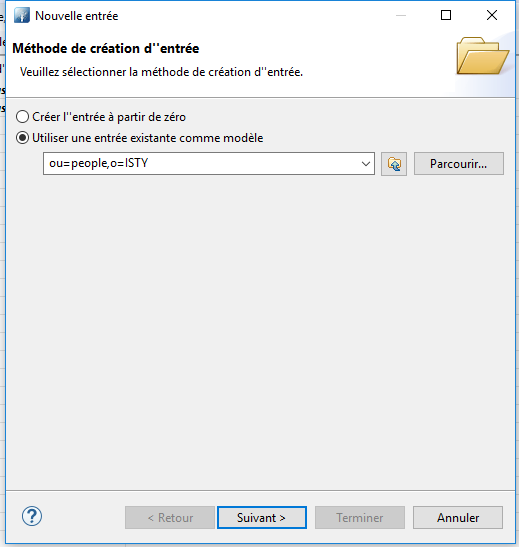 Nouvelle entrée
Méthode de création d''entrée
Veuillez sélectionner la méthode de création d''entrée.
Créer l''entrée à partir de zéro
Utiliser une entrée existante comme modèle
ou=people,o=ISTY
Parcourir...
?
< Retour
Suivant >
Terminer
Annuler